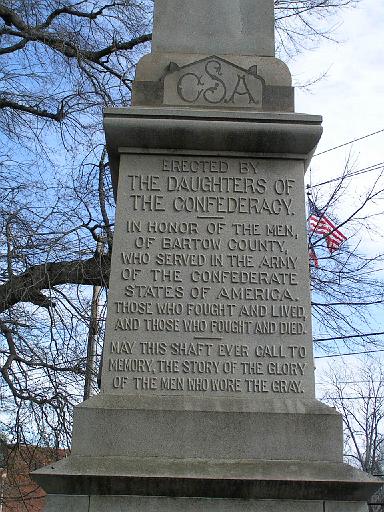 CSA
ERECTED BY
THE DAUGHTERS OF
THE CONFEDERACY.
IN HONOR OF THE MEN,
OF BARTOW COUNTY,
WHO SERVED IN THE ARMY
OF THE CONFEDERATE
STATES OF AMERICA.
THOSE WHO FOUGHT AND LIVED,
AND THOSE WHO FOUGHT AND DIED.
MAY THIS SHAFT EVER CALL TO
MEMORY, THE STORY OF THE GLORY
OF THE MEN WHO WORE THE GRAY.